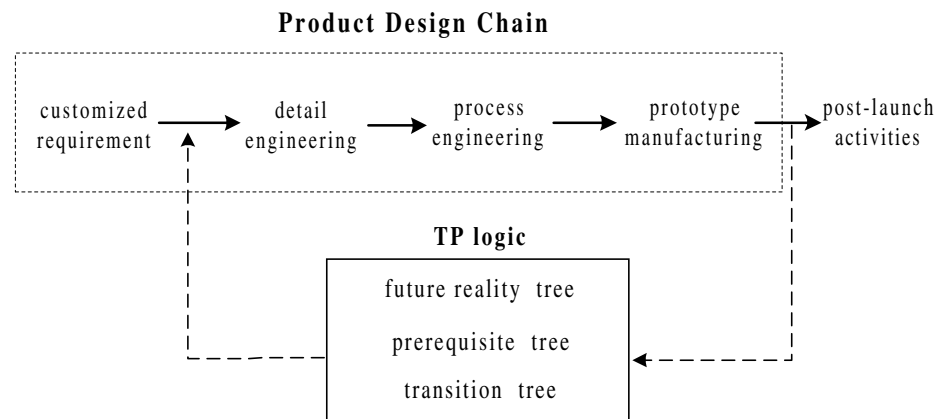 Product Design Chain
customized
requirement
detail
engineering
process
engineering
prototype
manufacturing
post-launch
activities
TP logic
future reality tree
prerequisite tree
transition tree